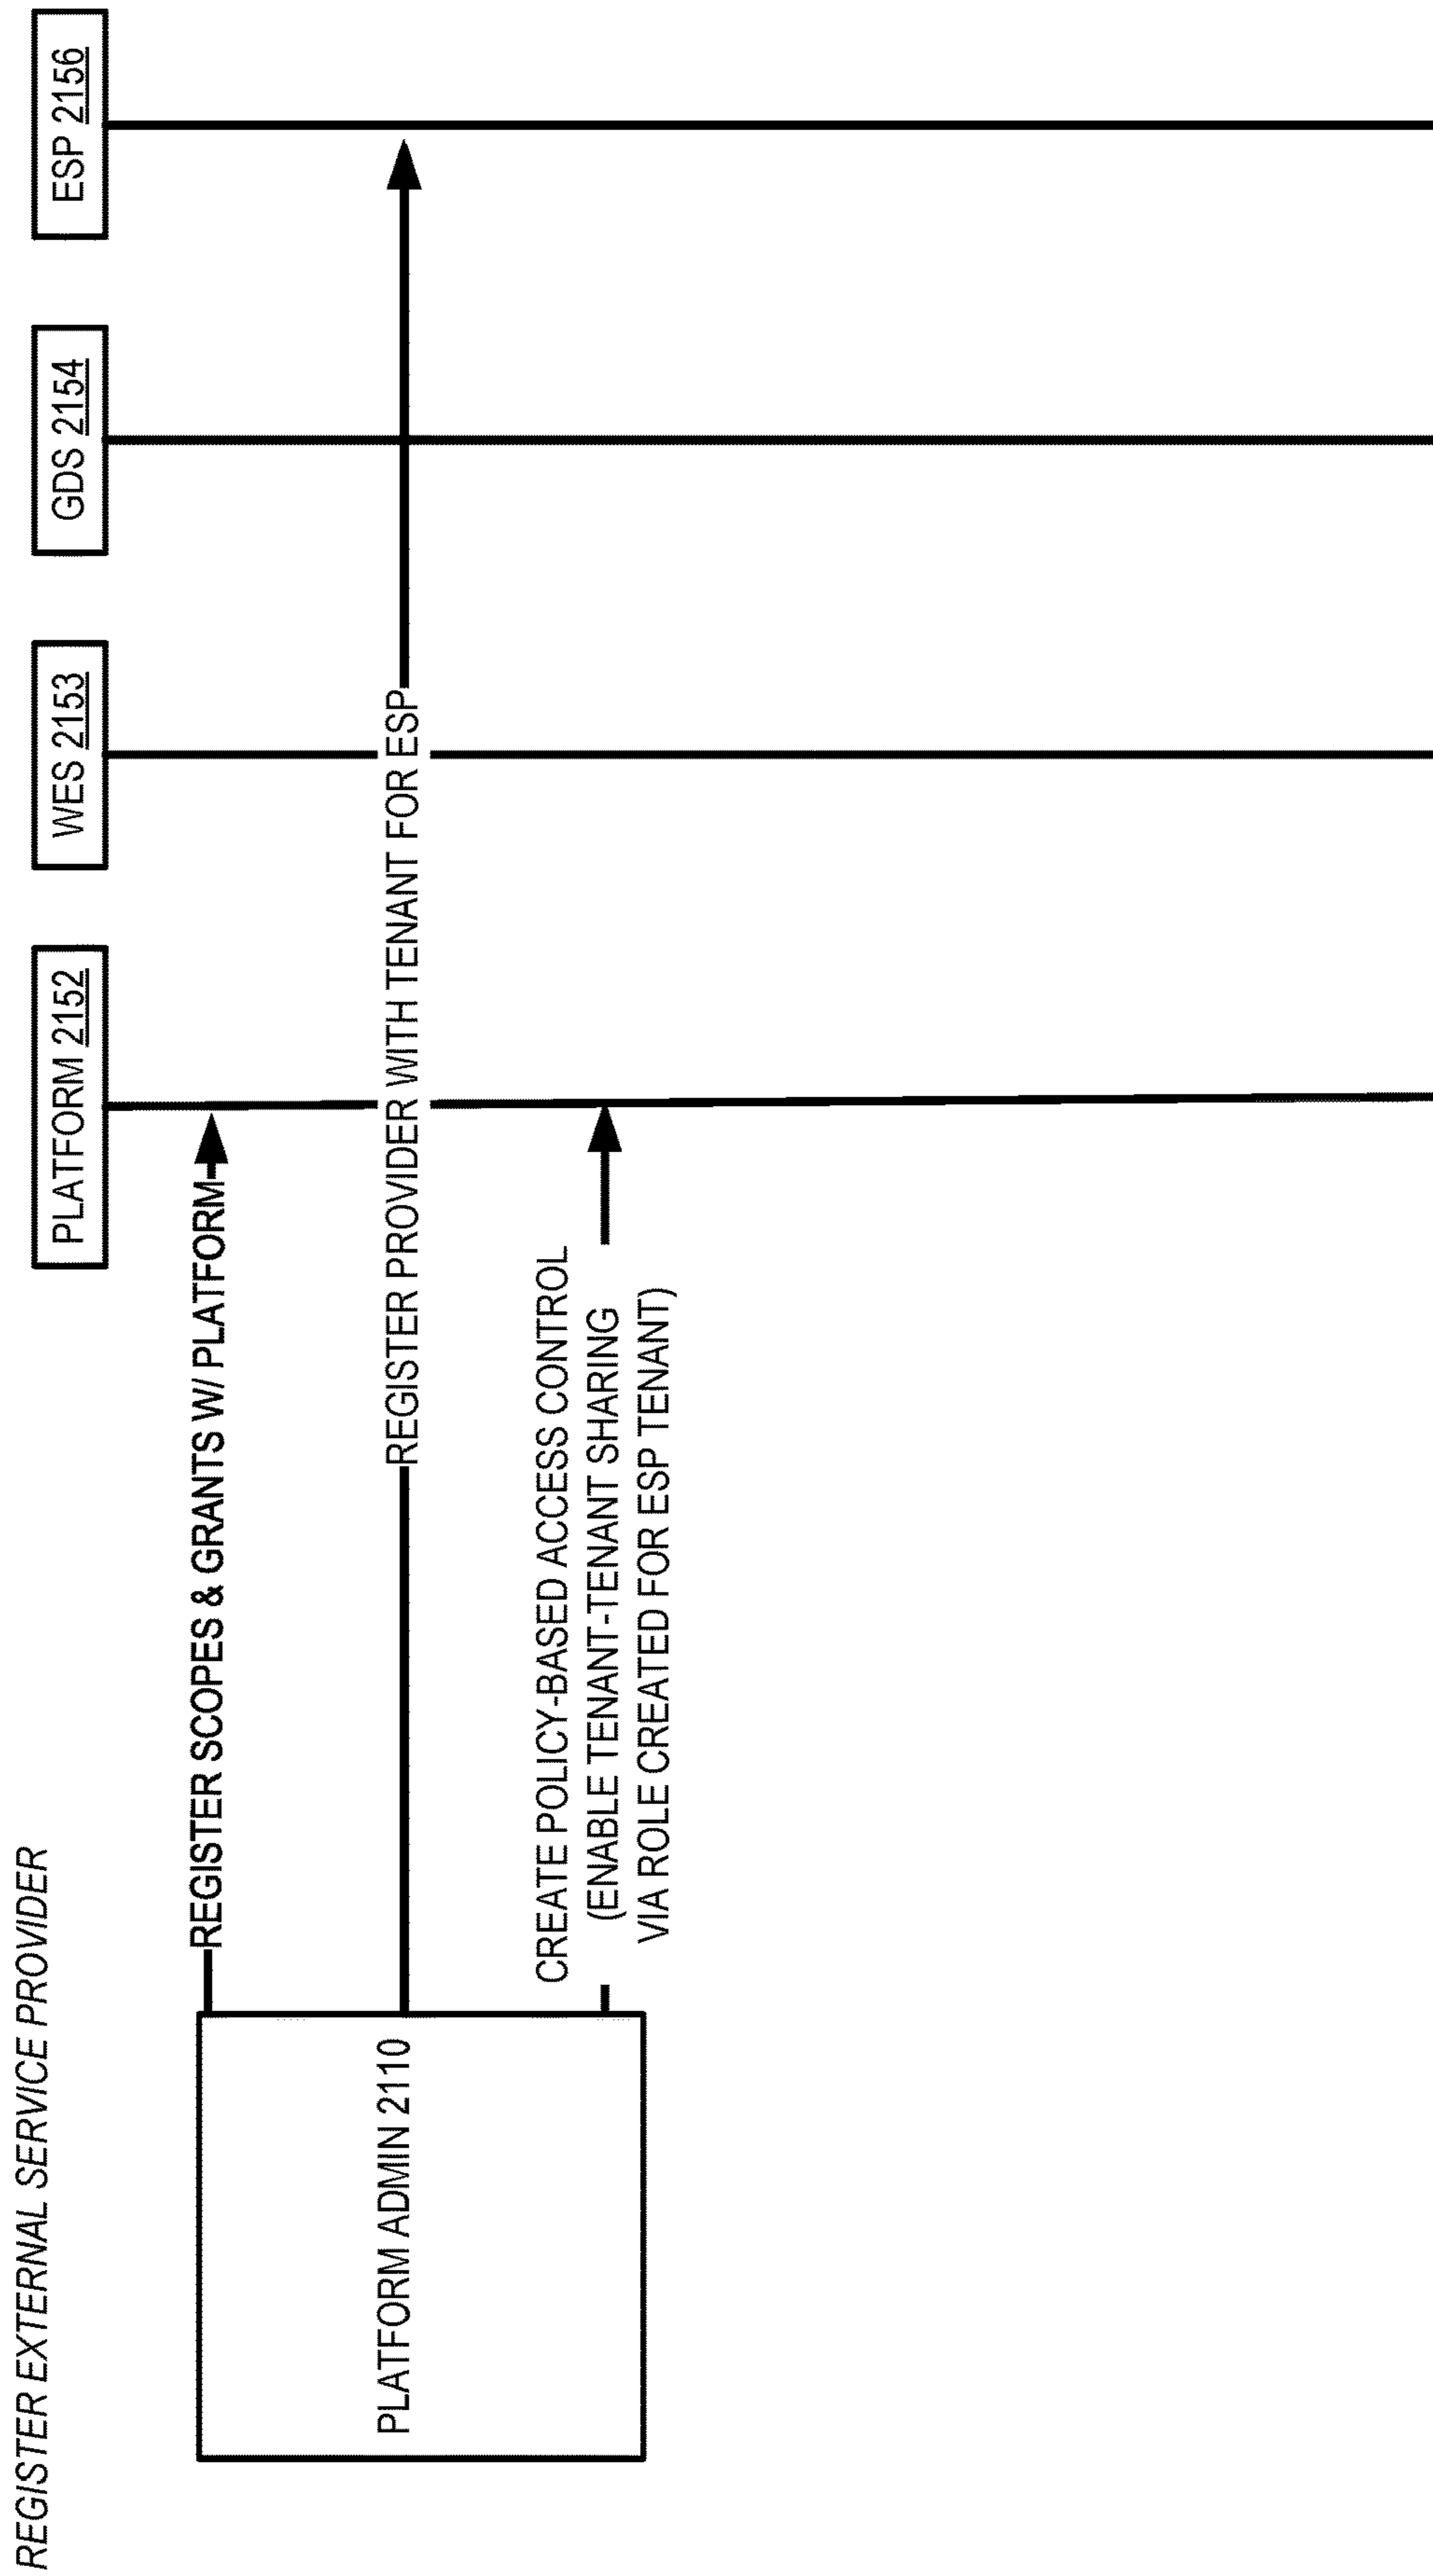 REGISTER EXTERNAL SERVICE PROVIDER
PLATFORM 2152
WES 2153
GDS 2154
ESP 2156
REGISTER SCOPES & GRANTS W/ PLATFORM
PLATFORM ADMIN 2110
REGISTER PROVIDER WITH TENANT FOR ESP
CREATE POLICY-BASED ACCESS CONTROL
(ENABLE TENANT-TENANT SHARING
VIA ROLE CREATED FOR ESP TENANT)